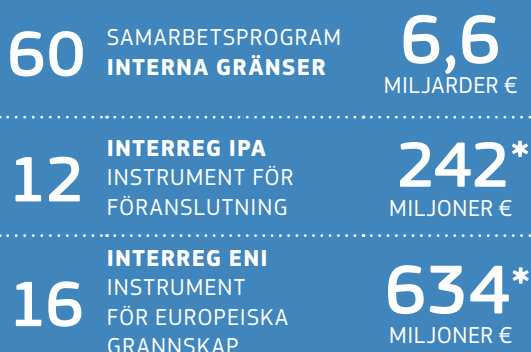 60 SAMARBETSPROGRAM
INTERNA GRÄNSER
6,6
MILJARDER €
12 INTERREG IPA
INSTRUMENT FÖR
FÖRANSLUTNING
242*
MILJONER €
16 INTERREG ENI
INSTRUMENT
FÖR EUROPEISKA
GRANNSKAP
634*
MILJONER €